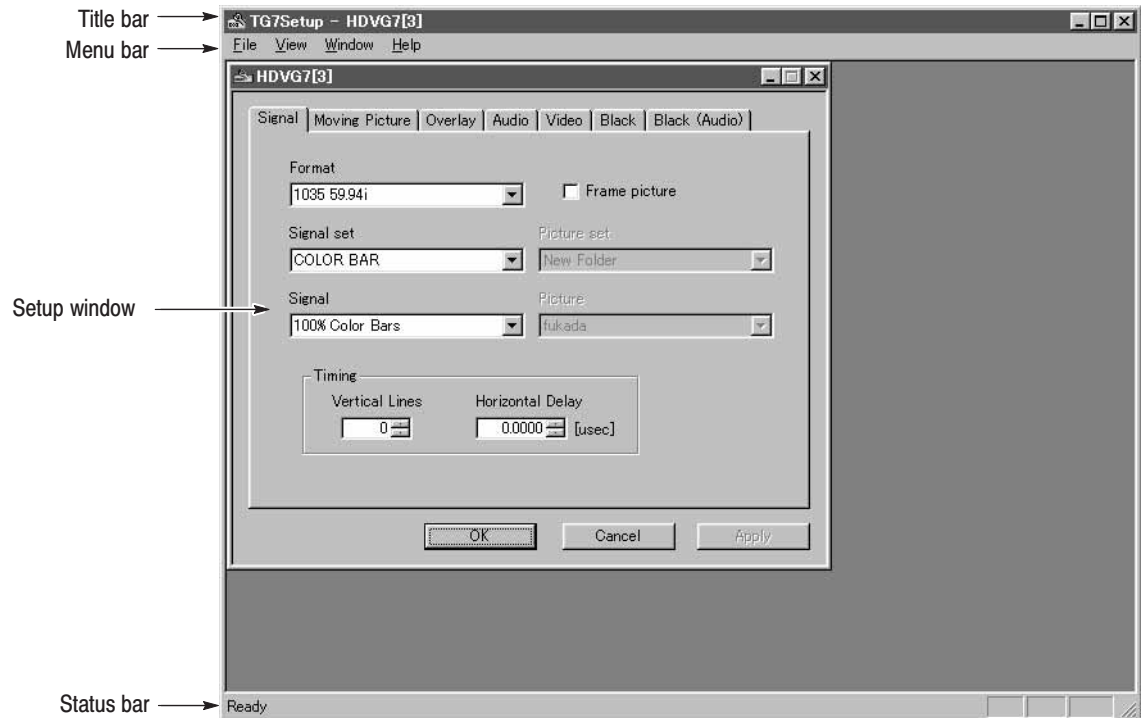 Title bar
TG7Setup - HDVG7[3]
Menu bar
File View Window Help
HDVG7[3]
Signal Moving Picture Overlay Audio Video Black Black (Audio)
Format
1035 59.94i
Frame picture
Signal set
Picture set
COLOR BAR
New Folder
Setup window
Signal
Picture
100% Color Bars
fukada
Timing
Vertical Lines
Horizontal Delay
0
0.0000 [usec]
OK Cancel Apply
Status bar
Ready